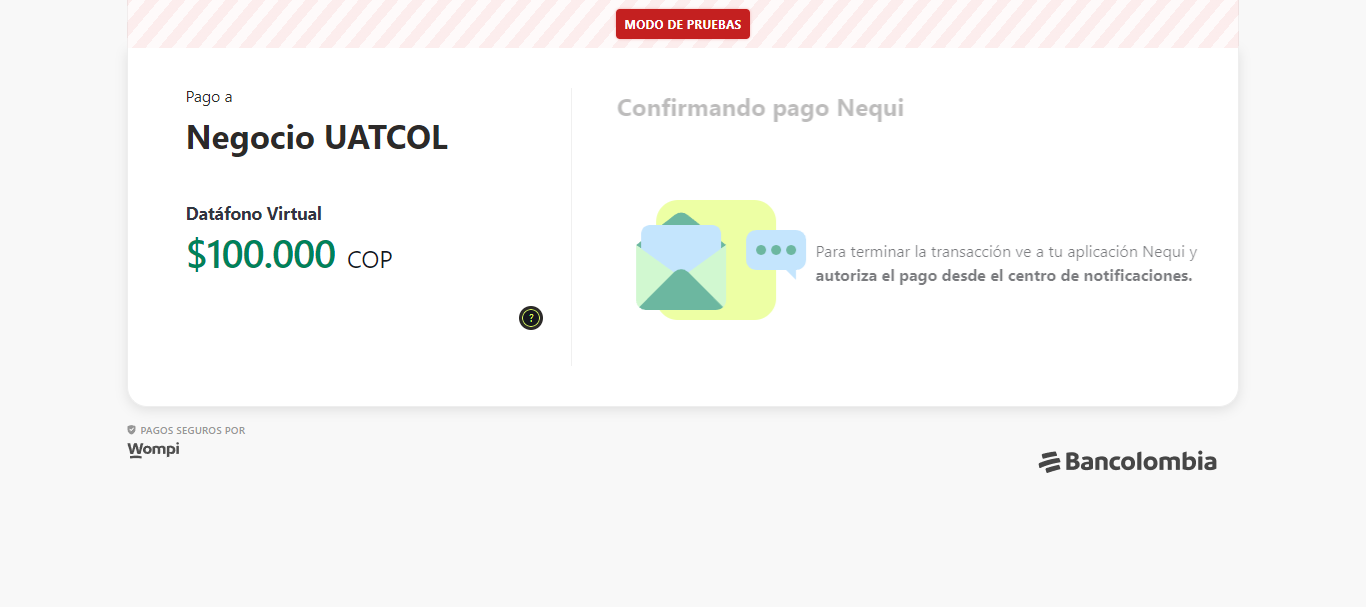 MODO DE PRUEBAS
Pago a
Negocio UATCOL
Datáfono Virtual
$100.000 COP
?
Confirmando pago Nequi
Para terminar la transacción ve a tu aplicación Nequi y
autoriza el pago desde el centro de notificaciones.
PAGOS SEGUROS POR
Wompi
Bancolombia